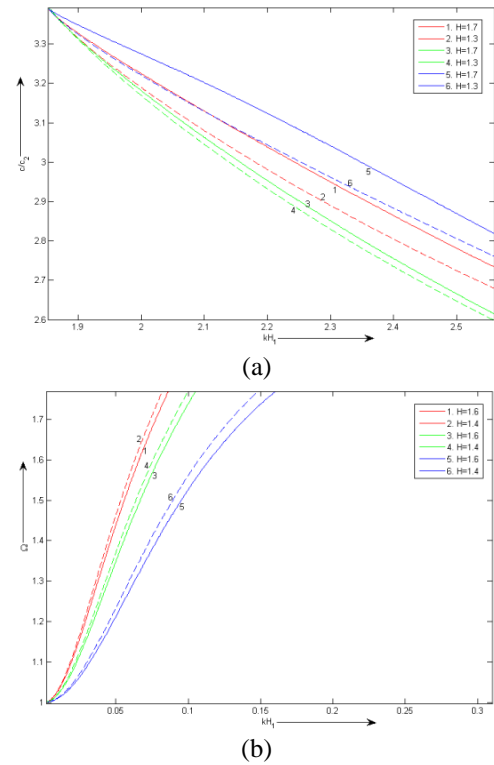 3.3
3.2
3.1
3.0
2.9
2.8
2.7
2.6
c/c2
1.9
2
2.1
2.2
2.3
2.4
2.5
kH1
1. H=1.7
2. H=1.3
3. H=1.7
4. H=1.3
5. H=1.7
6. H=1.3
5
6
1
2
3
4
(a)
1.7
1.6
1.5
1.4
1.3
1.2
1.1
1
Ω
0.05
0.1
0.15
0.2
0.25
0.3
kH1
1. H=1.6
2. H=1.4
3. H=1.6
4. H=1.4
5. H=1.6
6. H=1.4
2
1
4
3
6
5
(b)